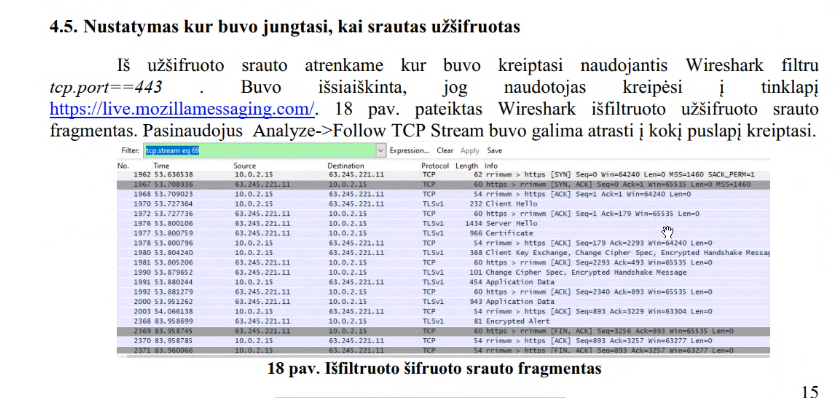 4.5. Nustatymas kur buvo jungtasi, kai srautas užšifruotas
Iš užšifruoto srauto atrenkame kur buvo kreiptasi naudojantis Wireshark filtru
tcp.port==443 . Buvo išsiaiškinta, jog naudotojas kreipėsi į tinklapį
https://live.mozillamessaging.com/. 18 pav. pateiktas Wireshark išfiltruoto užšifruoto srauto
fragmentas. Pasinaudojus Analyze->Follow TCP Stream buvo galima atrasti į kokį puslapį kreiptasi.
Filter: tcp.stream eq 69 Expression... Clear Apply Save
No. Time Source Destination Protocol Length Info
1962 53.636538 10.0.2.15 63.245.221.11 TCP 62 rrimwm > https [SYN] Seq=0 Win=64240 Len=0 MSS=1460 SACK_PERM=1
1967 53.708936 63.245.221.11 10.0.2.15 TCP 60 https > rrimwm [SYN, ACK] Seq=0 Ack=1 Win=65535 Len=0 MSS=1460
1968 53.709023 10.0.2.15 63.245.221.11 TCP 54 rrimwm > https [ACK] Seq=1 Ack=1 Win=64240 Len=0
1970 53.727364 10.0.2.15 63.245.221.11 TLSv1 232 Client Hello
1972 53.727736 63.245.221.11 10.0.2.15 TCP 60 https > rrimwm [ACK] Seq=1 Ack=179 Win=65535 Len=0
1976 53.800106 63.245.221.11 10.0.2.15 TLSv1 1434 Server Hello
1977 53.800759 63.245.221.11 10.0.2.15 TLSv1 966 Certificate
1978 53.800796 10.0.2.15 63.245.221.11 TCP 54 rrimwm > https [ACK] Seq=179 Ack=2293 Win=64240 Len=0
1980 53.804240 10.0.2.15 63.245.221.11 TLSv1 368 Client Key Exchange, Change Cipher Spec, Encrypted Handshake Messag
1981 53.805206 63.245.221.11 10.0.2.15 TCP 60 https > rrimwm [ACK] Seq=2293 Ack=493 Win=65535 Len=0
1990 53.879652 63.245.221.11 10.0.2.15 TLSv1 101 Change Cipher Spec, Encrypted Handshake Message
1991 53.880244 10.0.2.15 63.245.221.11 TLSv1 454 Application Data
1992 53.881279 63.245.221.11 10.0.2.15 TCP 60 https > rrimwm [ACK] Seq=2340 Ack=893 Win=65535 Len=0
2000 53.951262 63.245.221.11 10.0.2.15 TLSv1 943 Application Data
2003 54.066138 10.0.2.15 63.245.221.11 TCP 54 rrimwm > https [ACK] Seq=893 Ack=3229 Win=63304 Len=0
2368 83.958699 63.245.221.11 10.0.2.15 TLSv1 81 Encrypted Alert
2369 83.958745 63.245.221.11 10.0.2.15 TCP 60 https > rrimwm [FIN, ACK] Seq=3256 Ack=893 Win=65535 Len=0
2370 83.958785 10.0.2.15 63.245.221.11 TCP 54 rrimwm > https [ACK] Seq=893 Ack=3257 Win=63277 Len=0
2371 83.960066 10.0.2.15 63.245.221.11 TCP 54 rrimwm > https [FIN, ACK] Seq=893 Ack=3257 Win=63277 Len=0
18 pav. Išfiltruoto šifruoto srauto fragmentas
15